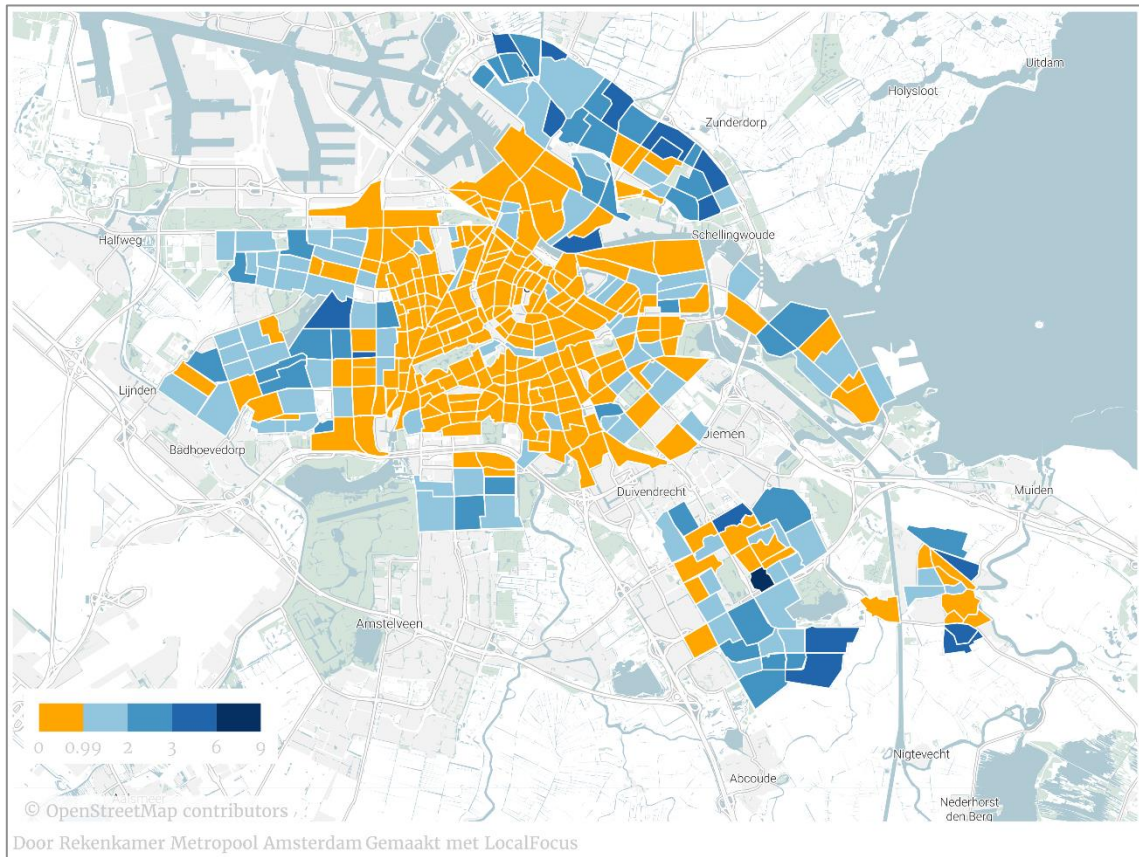 Uitdam
Holysloot
Zunderdorp
Schellingwoude
Halfweg
Lijnden
Badhoevedorp
Diemen
Duivendrecht
Muiden
Amstelveen
0 0.99 2 3 6 9
Nigtevecht
Abcoude
Nederhorst
den Berg
© OpenStreetMap contributors
Door Rekenkamer Metropool Amsterdam Gemaakt met LocalFocus